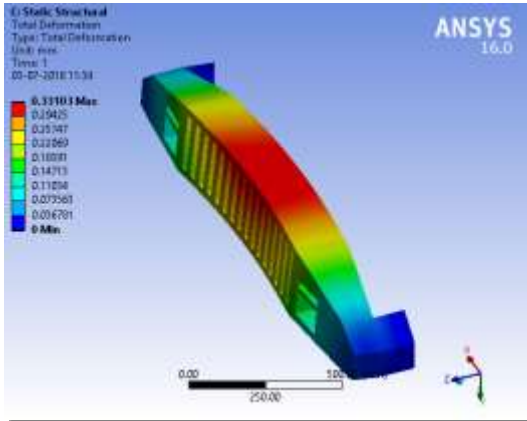 C: Static Structural
Total Deformation
Type: Total Deformation
Unit: mm
Time: 1
ANSYS
16.0
0.33103 Max
0.29425
0.25747
0.22069
0.18391
0.14713
0.11034
0.073563
0.036781
0 Min
0.00
250.00